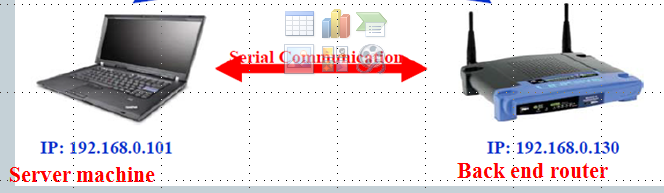 Serial Communication
IP: 192.168.0.101
IP: 192.168.0.130
Server machine
Back end router